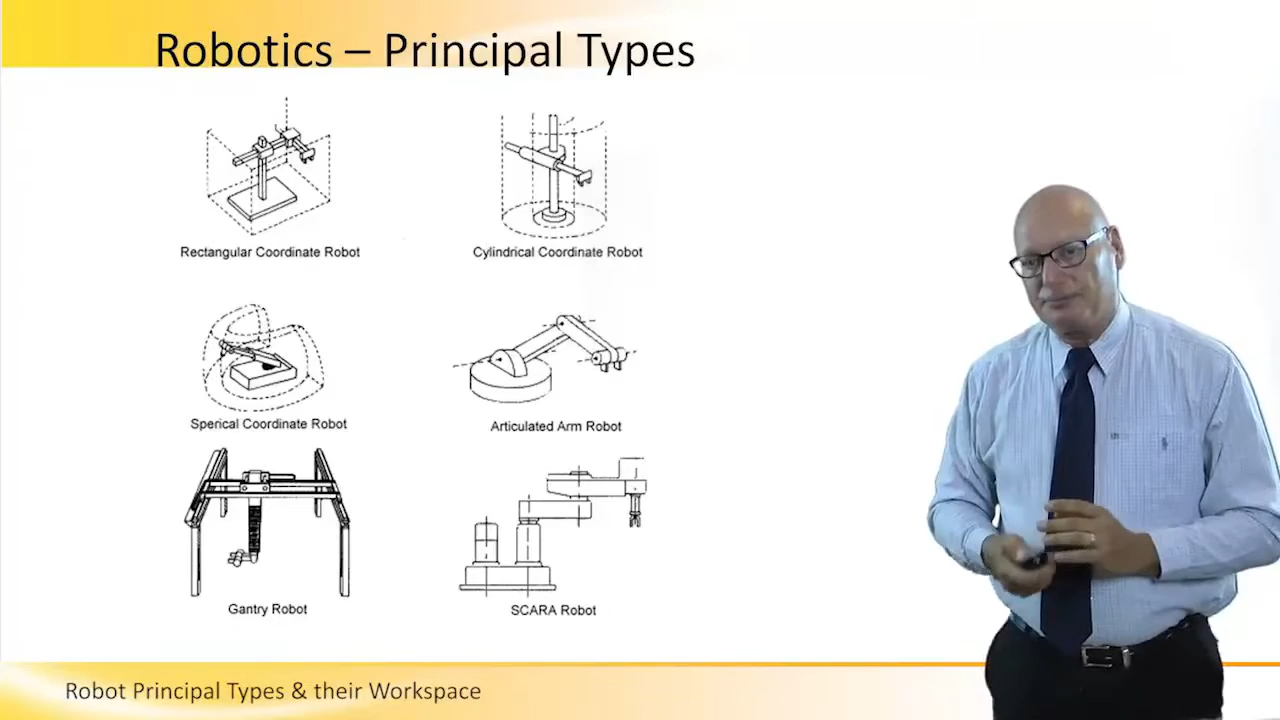 Robotics – Principal Types
Rectangular Coordinate Robot
Cylindrical Coordinate Robot
Sperical Coordinate Robot
Articulated Arm Robot
Gantry Robot
SCARA Robot
Robot Principal Types & their Workspace